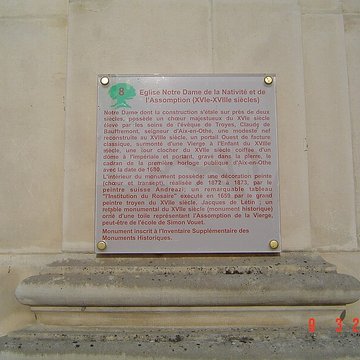 8
Eglise Notre Dame de la Nativité et de
l'Assomption (XVIe-XVIIIe siècles)
Notre Dame dont la construction s'étale sur près de deux
siècles, possède un chœur majestueux du XVIe siècle
élevé par les soins de l'évêque de Troyes, Claude de
Bauffremont, seigneur d'Aix-en-Othe, une modeste nef
reconstruite au XVIIIe siècle, un portail Ouest de facture
classique, surmonté d'une Vierge à l'Enfant du XVIIIe
siècle, une tour clocher du XVIIe siècle coiffée d'un
dôme à l'impériale et portant, gravé dans la pierre, le
cadran de la première horloge publique d'Aix-en-Othe
avec la date de 1680.
L'intérieur du monument possède: une décoration peinte
(chœur et transept), réalisée de 1872 à 1873, par le
peintre suisse Andreazi; un remarquable tableau
"l'Institution du Rosaire" exécuté en 1659, par le grand
peintre troyen du XVIIe siècle, Jacques de Létin ; un
retable monumental du XVIIe siècle (monument historique)
orné d'une toile représentant l'Assomption de la Vierge,
peut-être de l'école de Simon Vouet.
Monument inscrit à l'Inventaire Supplémentaire des
Monuments Historiques.